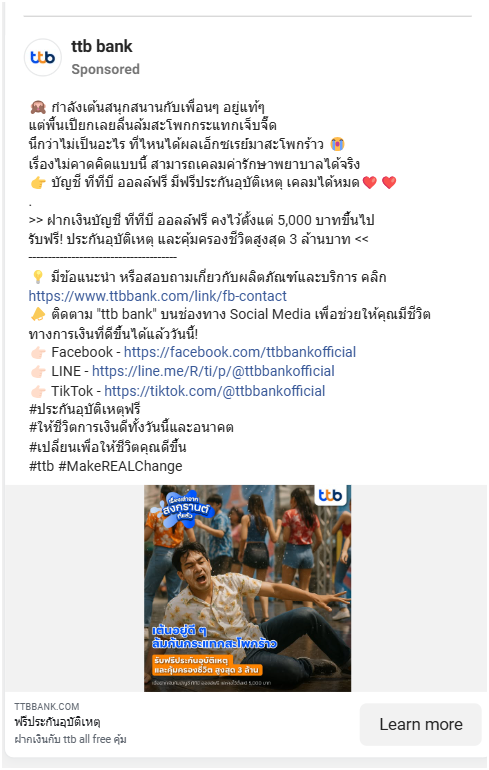 ttb bank
ttb
Sponsored
🙈 กำลังเต้นสนุกสนานกับเพื่อนๆ อยู่แท้ๆ
แต่พื้นเปียกเลยลื่นล้มสะโพกกระแทกเจ็บจี๊ด
นึกว่าไม่เป็นอะไร ที่ไหนได้ผลเอ็กซเรย์มาสะโพกร้าว 😭
เรื่องไม่คาดคิดแบบนี้ สามารถเคลมค่ารักษาพยาบาลได้จริง
👉 บัญชี ทีทีบี ออลล์ฟรี มีฟรีประกันอุบัติเหตุ เคลมได้หมด❤️ ❤️
.
>> ฝากเงินบัญชี ทีทีบี ออลล์ฟรี คงไว้ตั้งแต่ 5,000 บาทขึ้นไป
รับฟรี! ประกันอุบัติเหตุ และคุ้มครองชีวิตสูงสุด 3 ล้านบาท <<
-------------------------------------
💡 มีข้อแนะนำ หรือสอบถามเกี่ยวกับผลิตภัณฑ์และบริการ คลิก
https://www.ttbbank.com/link/fb-contact
📣 ติดตาม "ttb bank" บนช่องทาง Social Media เพื่อช่วยให้คุณมีชีวิต
ทางการเงินที่ดีขึ้นได้แล้ววันนี้!
👉🏻 Facebook - https://facebook.com/ttbbankofficial
👉🏻 LINE - https://line.me/R/ti/p/@ttbbankofficial
👉🏻 TikTok - https://tiktok.com/@ttbbankofficial
#ประกันอุบัติเหตุฟรี
#ให้ชีวิตการเงินดีทั้งวันนี้และอนาคต
#เปลี่ยนเพื่อให้ชีวิตคุณดีขึ้น
#ttb #MakeREALChange
ttb
เรื่องเล่าจาก
สงกรานต์
ที่แล้ว
เต้นอยู่ดี ๆ
ล้มก้นกระแทกสะโพกร้าว
รับฟรีประกันอุบัติเหตุ
และคุ้มครองชีวิต สูงสุด 3 ล้าน
TTBBANK.COM
ฟรีประกันอุบัติเหตุ
ฝากเงินกับ ttb all free คุ้ม
Learn more